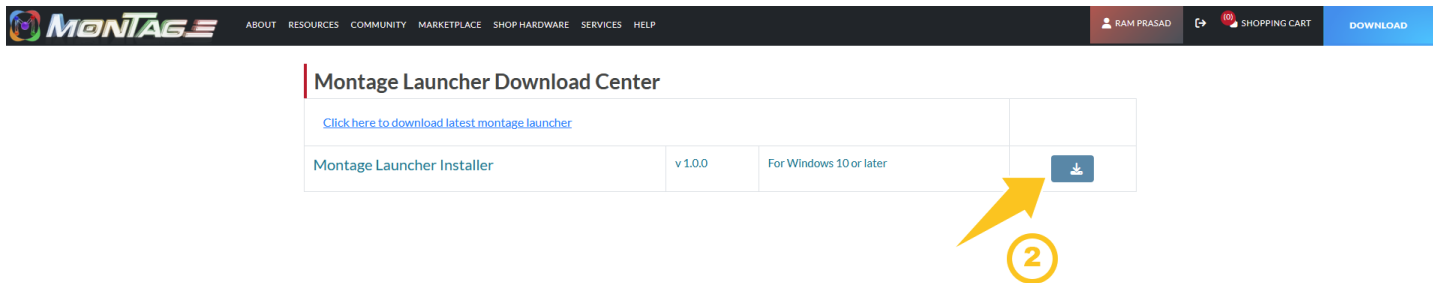 MONTAGE ABOUT RESOURCES COMMUNITY MARKETPLACE SHOP HARDWARE SERVICES HELP RAM PRASAD (0) SHOPPING CART DOWNLOAD
Montage Launcher Download Center
Click here to download latest montage launcher
Montage Launcher Installer v 1.0.0 For Windows 10 or later
2